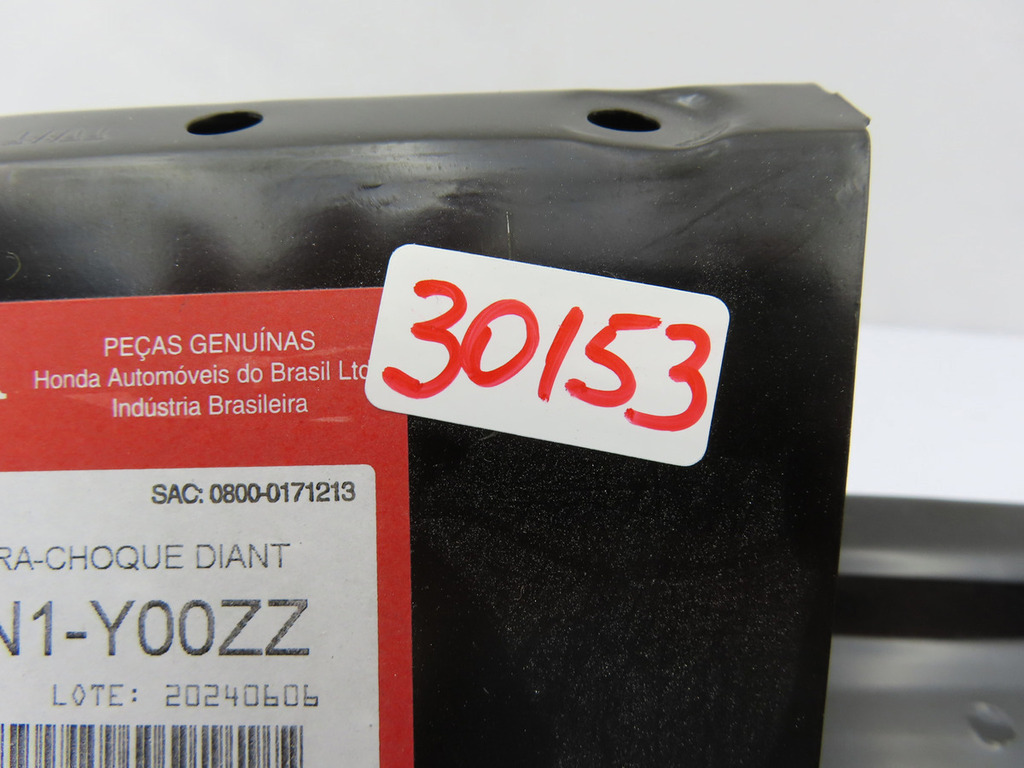 30153
PEÇAS GENUÍNAS
Honda Automóveis do Brasil Ltd
Indústria Brasileira
SAC: 0800-0171213
RA-CHOQUE DIANT
N1-Y00ZZ
LOTE: 20240606